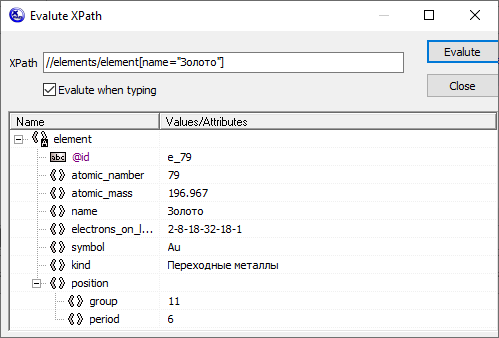 Evalute XPath
XPath //elements/element[name="Золото"] Evalute
Evalute when typing Close
Name Values/Attributes
element
abc @id e_79
atomic_namber 79
atomic_mass 196.967
name Золото
electrons_on_l... 2-8-18-32-18-1
symbol Au
kind Переходные металлы
position
group 11
period 6